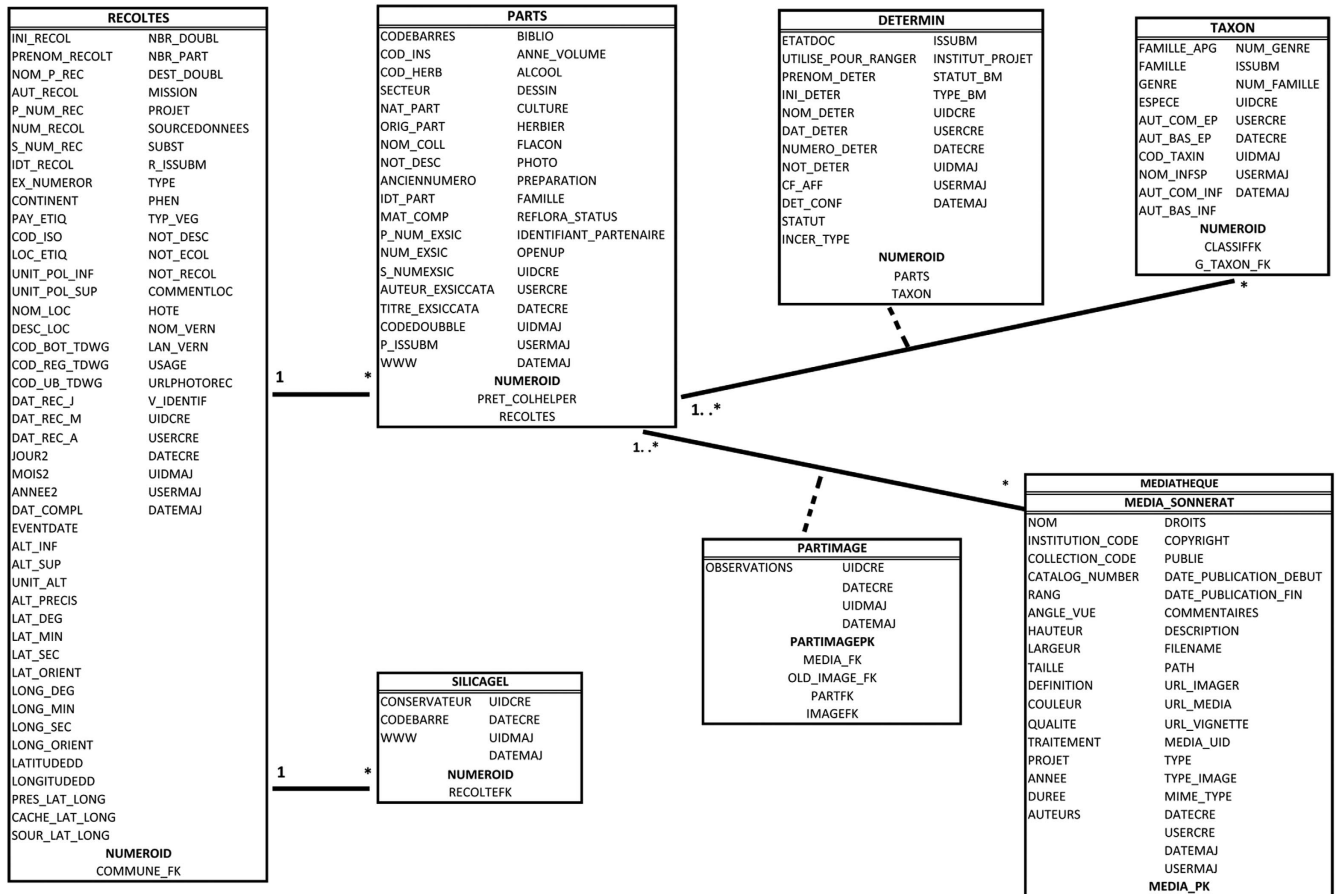 RECOLTES
INI_RECOL NBR_DOUBL
PRENOM_RECOLT NBR_PART
NOM_P_REC DEST_DOUBL
AUT_RECOL MISSION
P_NUM_REC PROJET
NUM_RECOL SOURCEDONNEES
S_NUM_REC SUBST
IDT_RECOL R_ISSUBM
EX_NUMEROR TYPE
CONTINENT PHEN
PAY_ETIQ TYP_VEG
COD_ISO NOT_DESC
LOC_ETIQ NOT_ECOL
UNIT_POL_INF NOT_RECOL
UNIT_POL_SUP COMMENTLOC
NOM_LOC HOTE
DESC_LOC NOM_VERN
COD_BOT_TDWG LAN_VERN
COD_REG_TDWG USAGE
COD_UB_TDWG URLPHOTOREC
DAT_REC_J V_IDENTIF
DAT_REC_M UIDCRE
DAT_REC_A USERCRE
JOUR2 DATECRE
MOIS2 UIDMAJ
ANNEE2 USERMAJ
DAT_COMPL DATEMAJ
EVENTDATE
ALT_INF
ALT_SUP
UNIT_ALT
ALT_PRECIS
LAT_DEG
LAT_MIN
LAT_SEC
LAT_ORIENT
LONG_DEG
LONG_MIN
LONG_SEC
LONG_ORIENT
LATITUDEDD
LONGITUDEDD
PRES_LAT_LONG
CACHE_LAT_LONG
SOUR_LAT_LONG
NUMEROID
COMMUNE_FK
1 *
1 *
PARTS
CODEBARRES BIBLIO
COD_INS ANNE_VOLUME
COD_HERB ALCOOL
SECTEUR DESSIN
NAT_PART CULTURE
ORIG_PART HERBIER
NOM_COLL FLACON
NOT_DESC PHOTO
ANCIENNUMERO PREPARATION
IDT_PART FAMILLE
MAT_COMP REFLORA_STATUS
P_NUM_EXSIC IDENTIFIANT_PARTENAIRE
NUM_EXSIC OPENUP
S_NUMEXSIC UIDCRE
AUTEUR_EXSICCATA USERCRE
TITRE_EXSICCATA DATECRE
CODEDOUBBLE UIDMAJ
P_ISSUBM USERMAJ
WWW DATEMAJ
NUMEROID
PRET_COLHELPER
RECOLTES
SILICAGEL
CONSERVATEUR UIDCRE
CODEBARRE DATECRE
WWW UIDMAJ
DATEMAJ
NUMEROID
RECOLTEFK
DETERMIN
ETATDOC ISSUBM
UTILISE_POUR_RANGER INSTITUT_PROJET
PRENOM_DETER STATUT_BM
INI_DETER TYPE_BM
NOM_DETER UIDCRE
DAT_DETER USERCRE
NUMERO_DETER DATECRE
NOT_DETER UIDMAJ
CF_AFF USERMAJ
DET_CONF DATEMAJ
STATUT
INCER_TYPE
NUMEROID
PARTS
TAXON
TAXON
FAMILLE_APG NUM_GENRE
FAMILLE ISSUBM
GENRE NUM_FAMILLE
ESPECE UIDCRE
AUT_COM_EP USERCRE
AUT_BAS_EP DATECRE
COD_TAXIN UIDMAJ
NOM_INFSP USERMAJ
AUT_COM_INF DATEMAJ
AUT_BAS_INF
NUMEROID
CLASSIFFK
G_TAXON_FK
*
1. .*
1. .*
*
PARTIMAGE
OBSERVATIONS UIDCRE
DATECRE
UIDMAJ
DATEMAJ
PARTIMAGEPK
MEDIA_FK
OLD_IMAGE_FK
PARTFK
IMAGEFK
MEDIATHEQUE
MEDIA_SONNERAT
NOM DROITS
INSTITUTION_CODE COPYRIGHT
COLLECTION_CODE PUBLIE
CATALOG_NUMBER DATE_PUBLICATION_DEBUT
RANG DATE_PUBLICATION_FIN
ANGLE_VUE COMMENTAIRES
HAUTEUR DESCRIPTION
LARGEUR FILENAME
TAILLE PATH
DEFINITION URL_IMAGER
COULEUR URL_MEDIA
QUALITE URL_VIGNETTE
TRAITEMENT MEDIA_UID
PROJET TYPE
ANNEE TYPE_IMAGE
DUREE MIME_TYPE
AUTEURS DATECRE
USERCRE
DATEMAJ
USERMAJ
MEDIA_PK